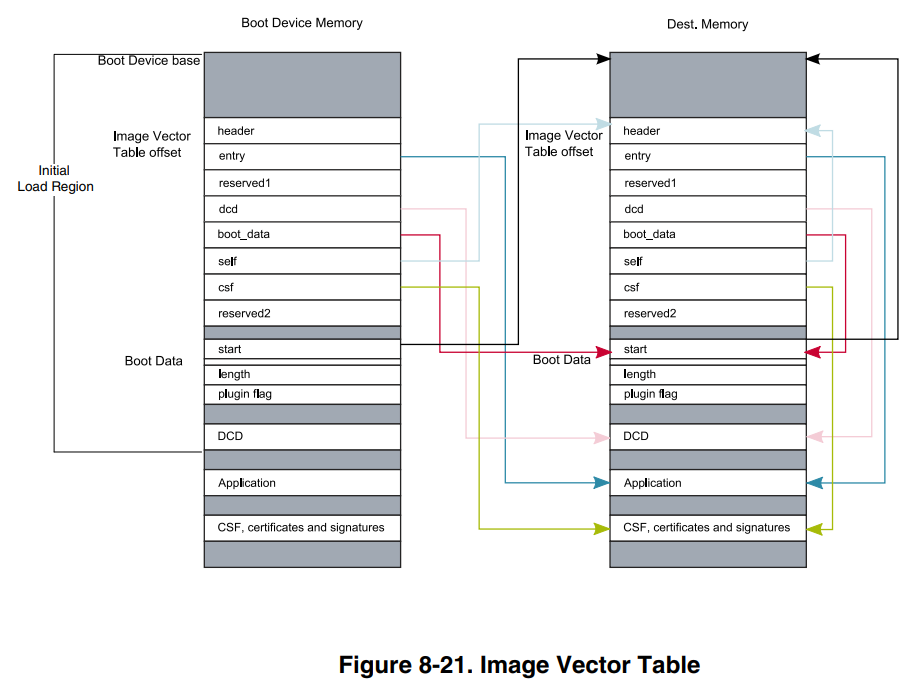 Boot Device Memory
Dest. Memory
Boot Device base
Image Vector
Table offset
Initial
Load Region
header
entry
reserved1
dcd
boot_data
self
csf
reserved2
Boot Data
start
length
plugin flag
DCD
Application
CSF, certificates and signatures
Image Vector
Table offset
header
entry
reserved1
dcd
boot_data
self
csf
reserved2
Boot Data
start
length
plugin flag
DCD
Application
CSF, certificates and signatures
Figure 8-21. Image Vector Table